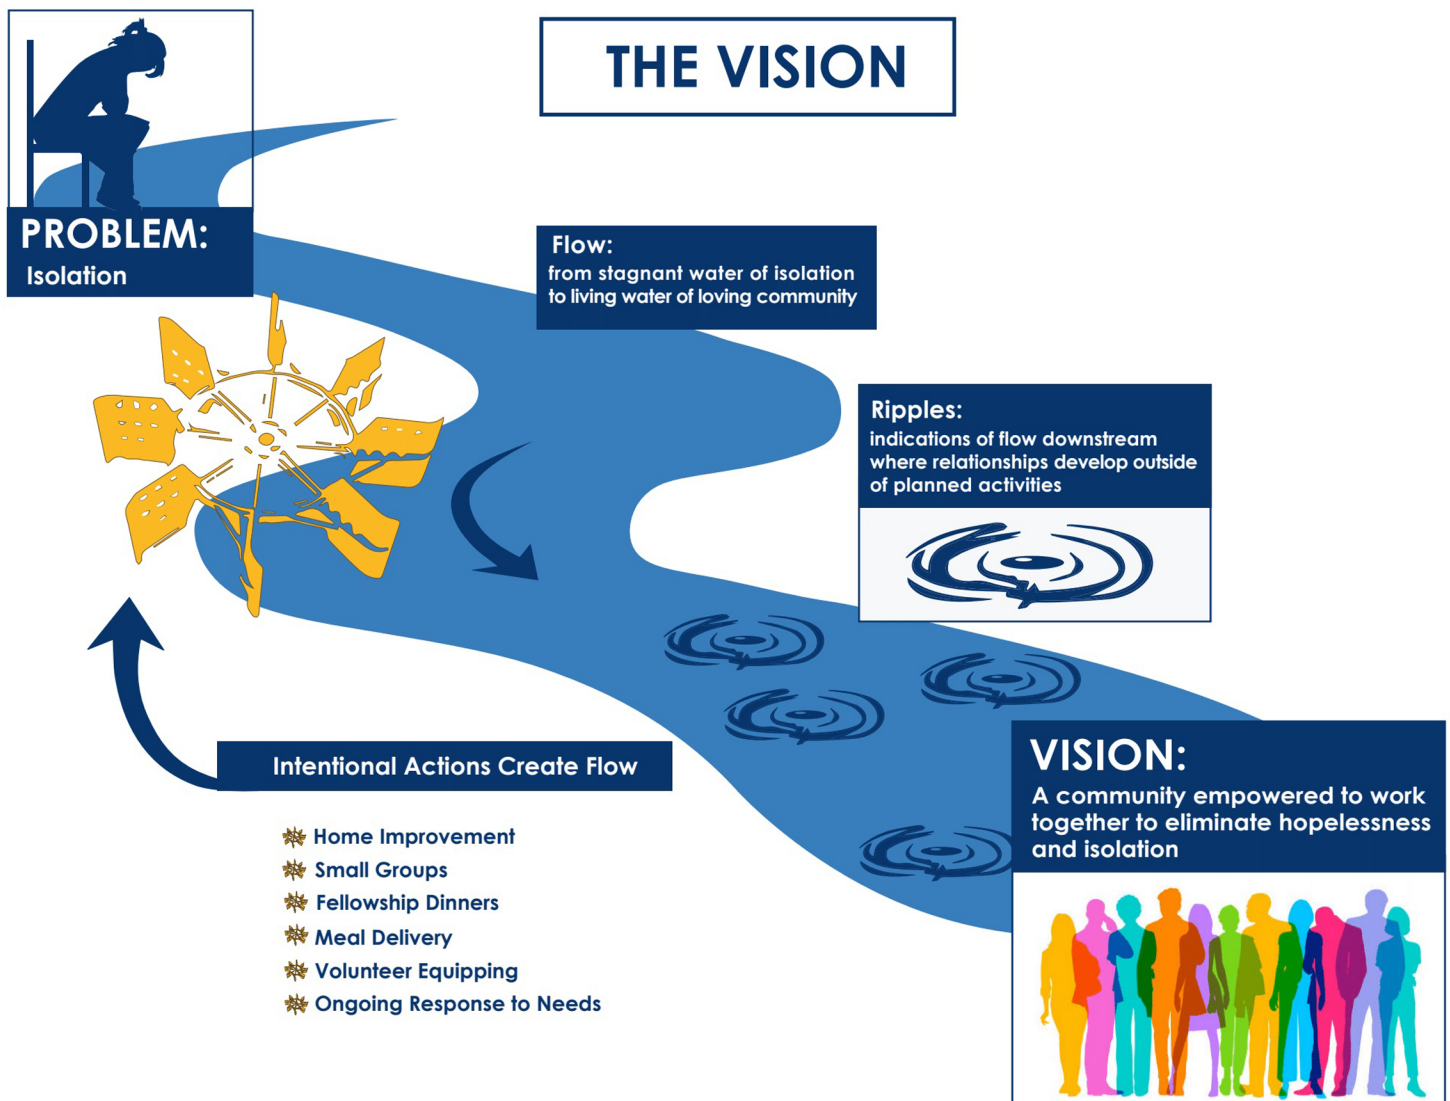 THE VISION
PROBLEM:
Isolation
Flow:
from stagnant water of isolation
to living water of loving community
Ripples:
indications of flow downstream
where relationships develop outside
of planned activities
Intentional Actions Create Flow
Home Improvement
Small Groups
Fellowship Dinners
Meal Delivery
Volunteer Equipping
Ongoing Response to Needs
VISION:
A community empowered to work
together to eliminate hopelessness
and isolation